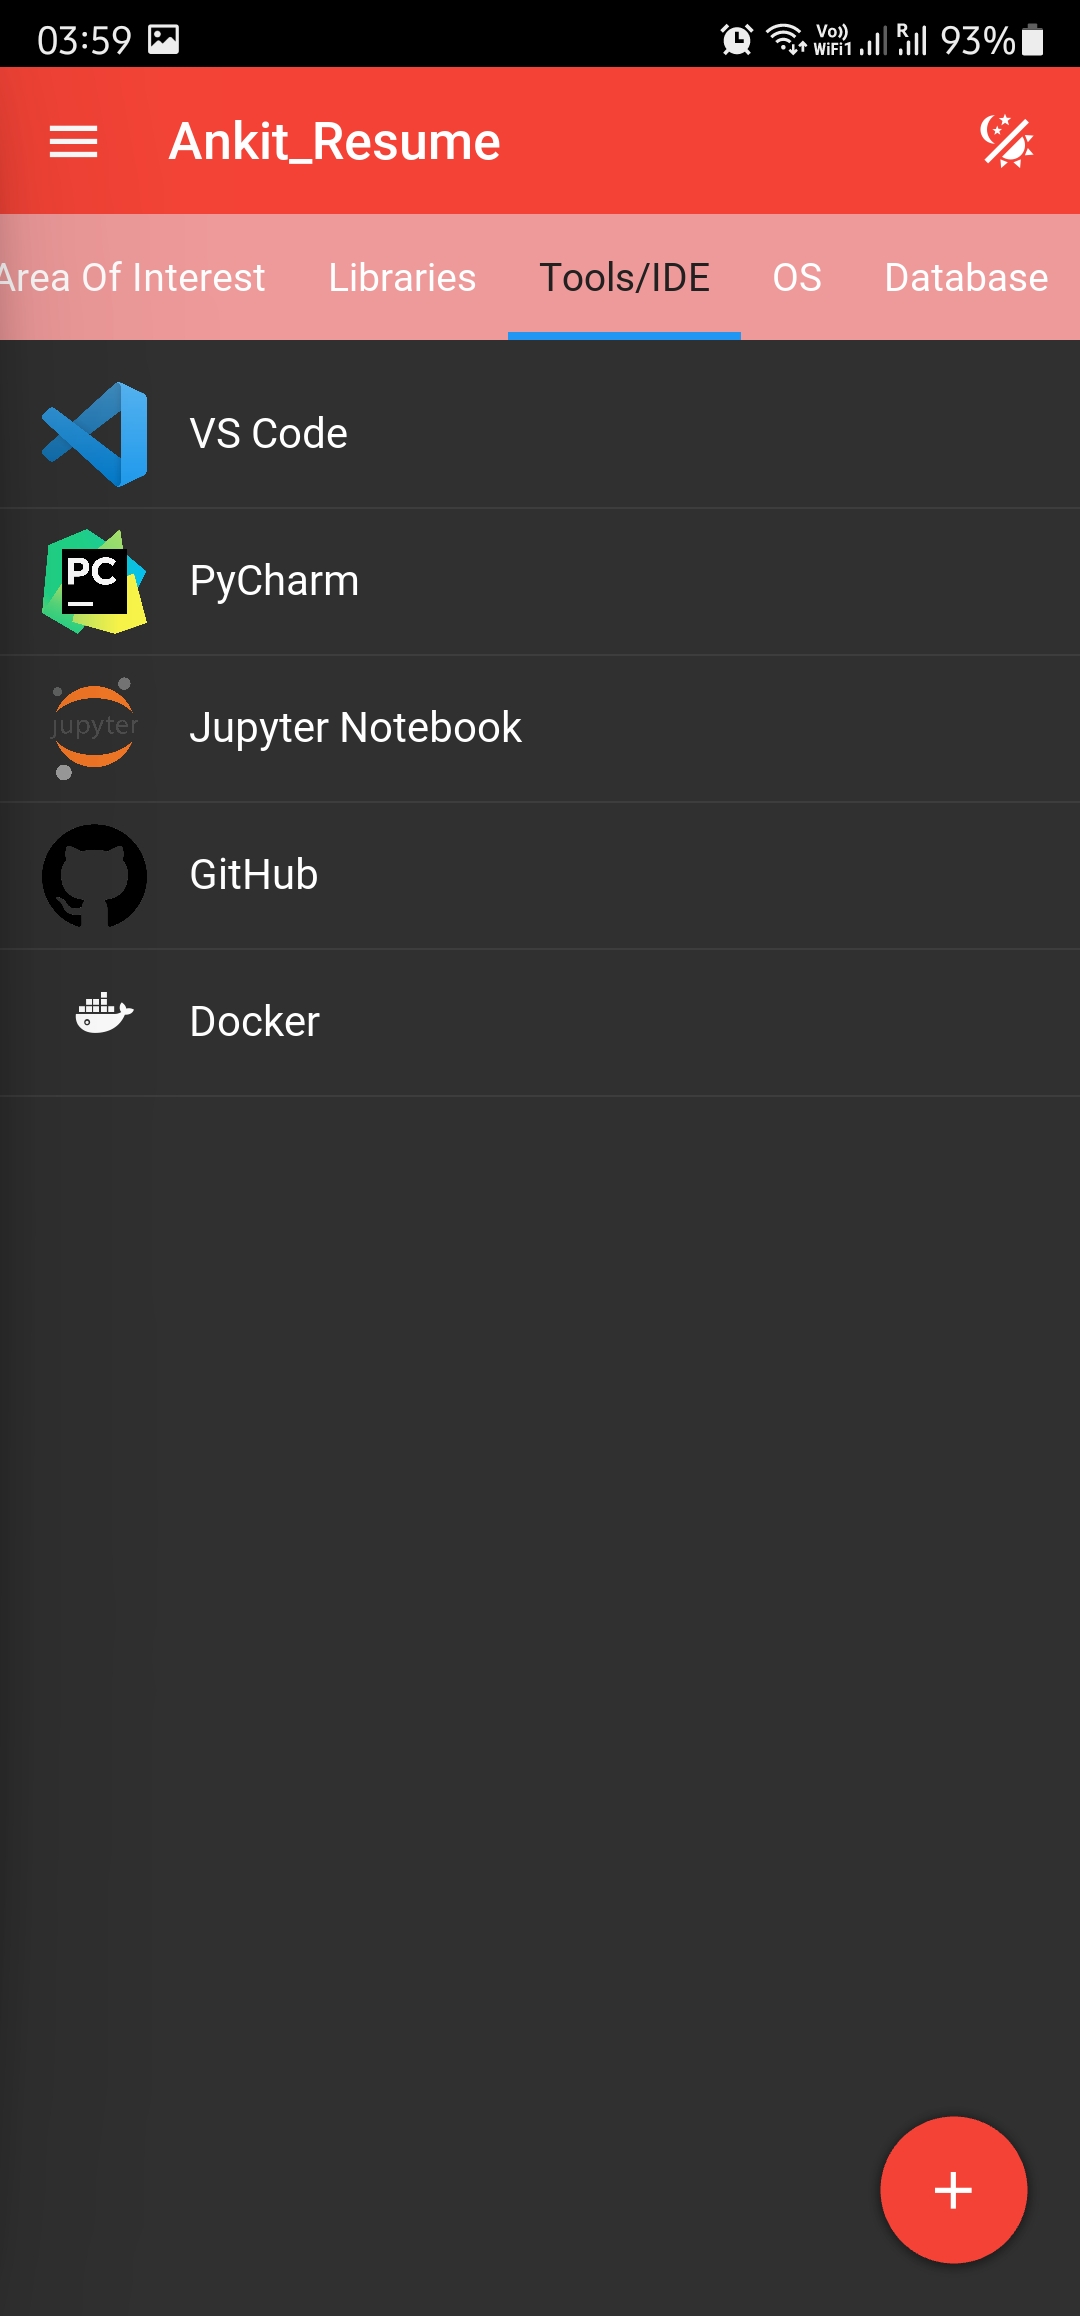 03:59 Vo)) WiFi1 R 93%
Ankit_Resume
Area Of Interest Libraries Tools/IDE OS Database
VS Code
PC PyCharm
jupyter Jupyter Notebook
GitHub
Docker